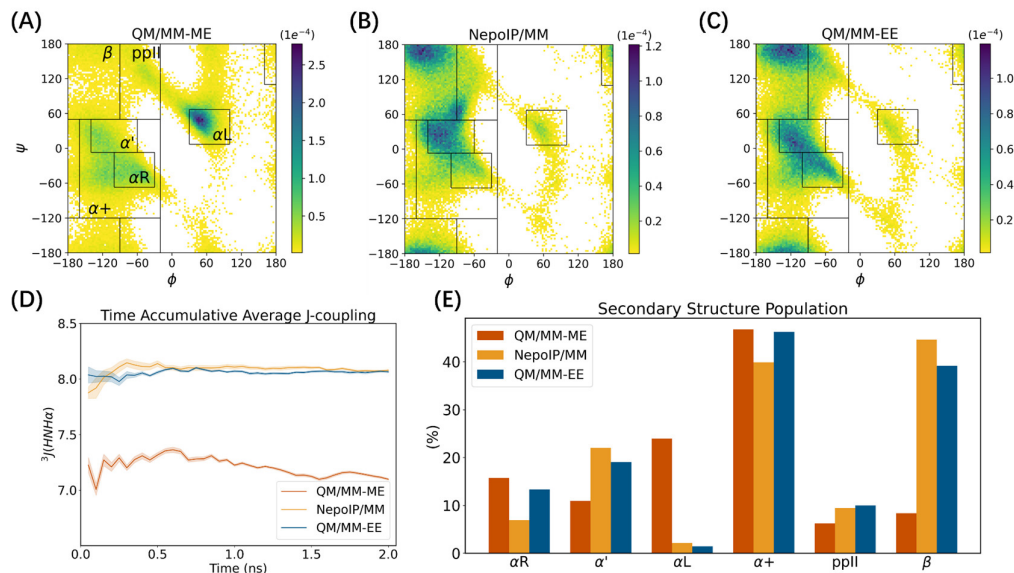 (A)
QM/MM-ME
(1e−4)
180
120
60
0
−60
−120
−180
ψ
β
ppII
αL
α'
αR
α+
−180 −120 −60 0 60 120 180
ϕ
2.5
2.0
1.5
1.0
0.5
(B)
NepoIP/MM
(1e−4)
180
120
60
0
−60
−120
−180
−180 −120 −60 0 60 120 180
ϕ
1.2
1.0
0.8
0.6
0.4
0.2
(C)
QM/MM-EE
(1e−4)
180
120
60
0
−60
−120
−180
−180 −120 −60 0 60 120 180
ϕ
1.0
0.8
0.6
0.4
0.2
(D)
Time Accumulative Average J-coupling
8.5
8.0
7.5
7.0
³J(HNHα)
QM/MM-ME
NepoIP/MM
QM/MM-EE
0.0 0.5 1.0 1.5 2.0
Time (ns)
(E)
Secondary Structure Population
QM/MM-ME
NepoIP/MM
QM/MM-EE
40
30
20
10
0
(%)
αR α' αL α+ ppII β